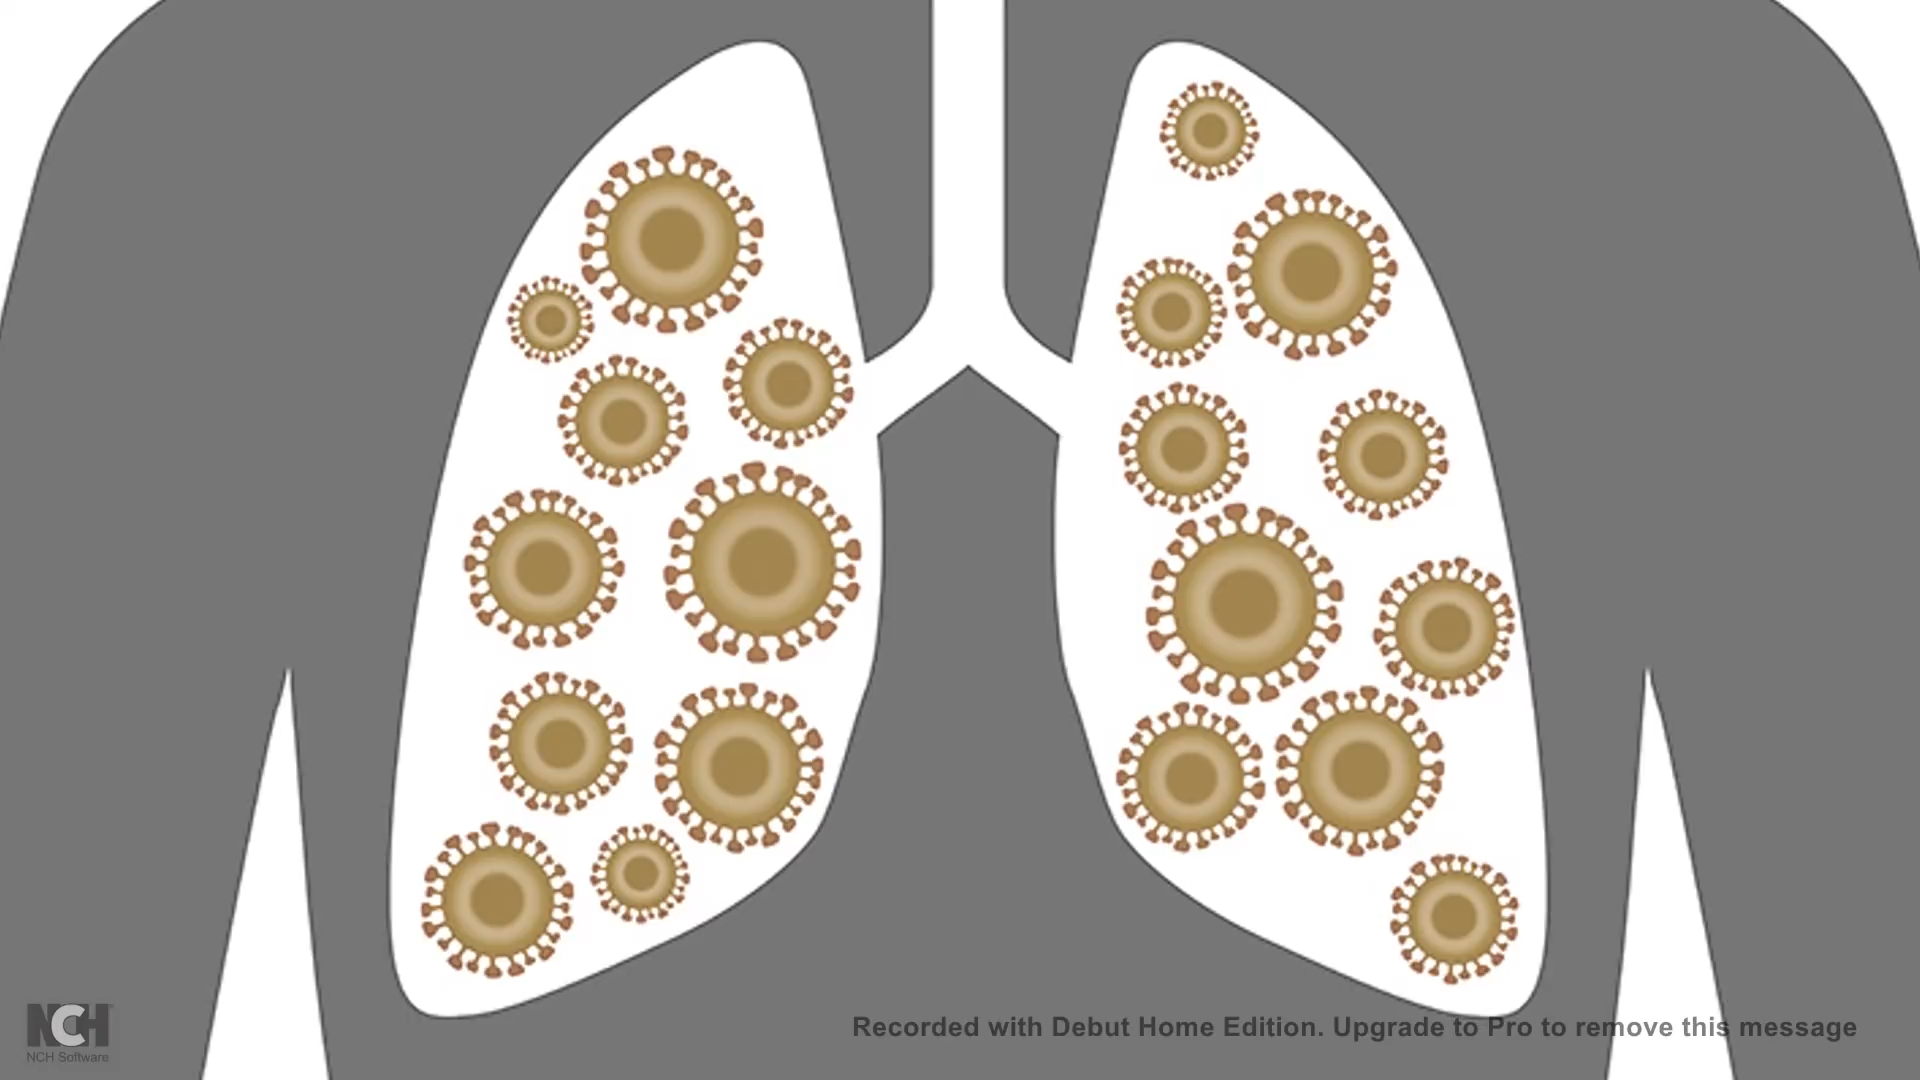 NCH
NCH Software
Recorded with Debut Home Edition. Upgrade to Pro to remove this message